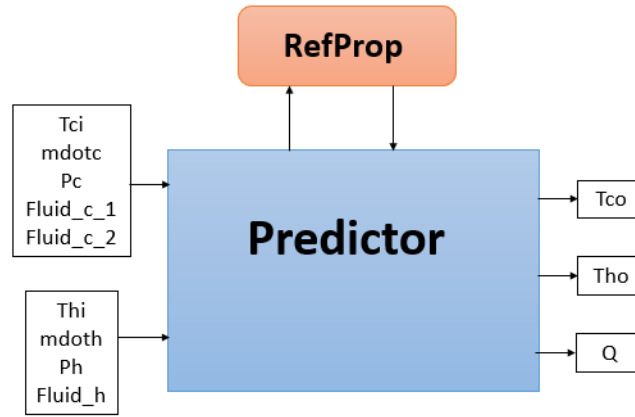 RefProp
Tci
mdotc
Pc
Fluid_c_1
Fluid_c_2
Predictor
Thi
mdoth
Ph
Fluid_h
Tco
Tho
Q